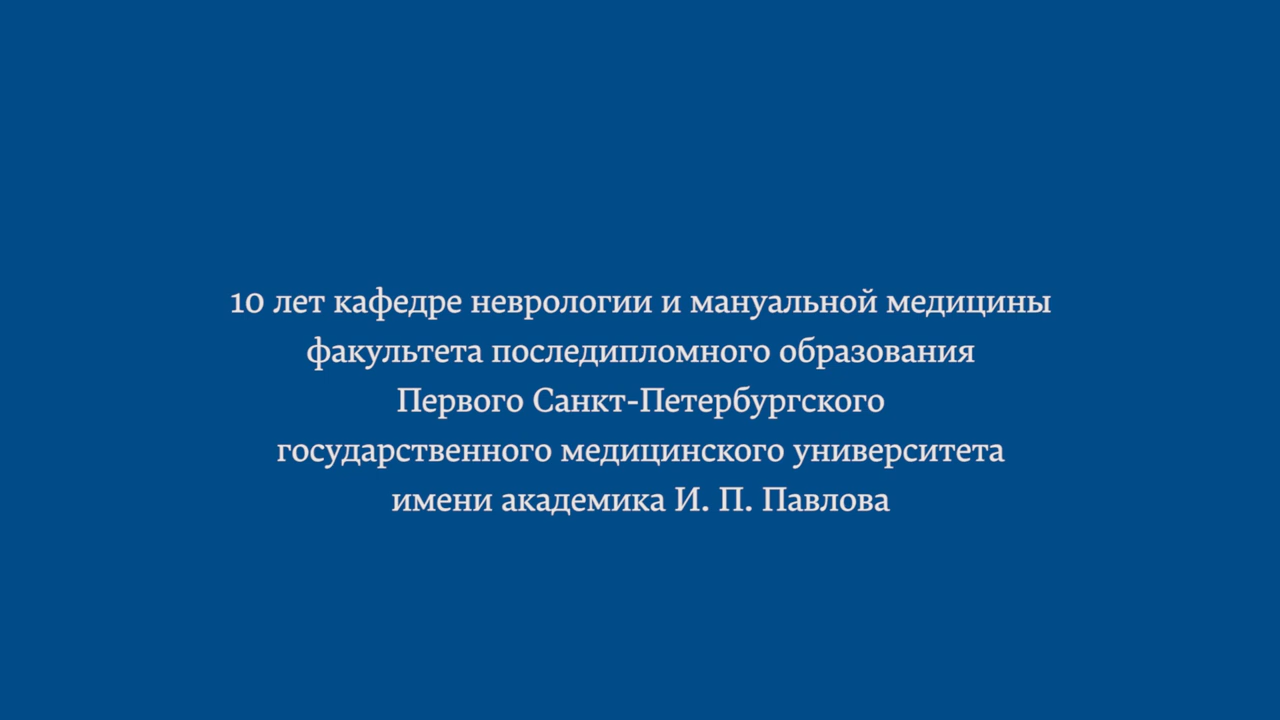 10 лет кафедре неврологии и мануальной медицины
факультета последипломного образования
Первого Санкт-Петербургского
государственного медицинского университета
имени академика И. П. Павлова